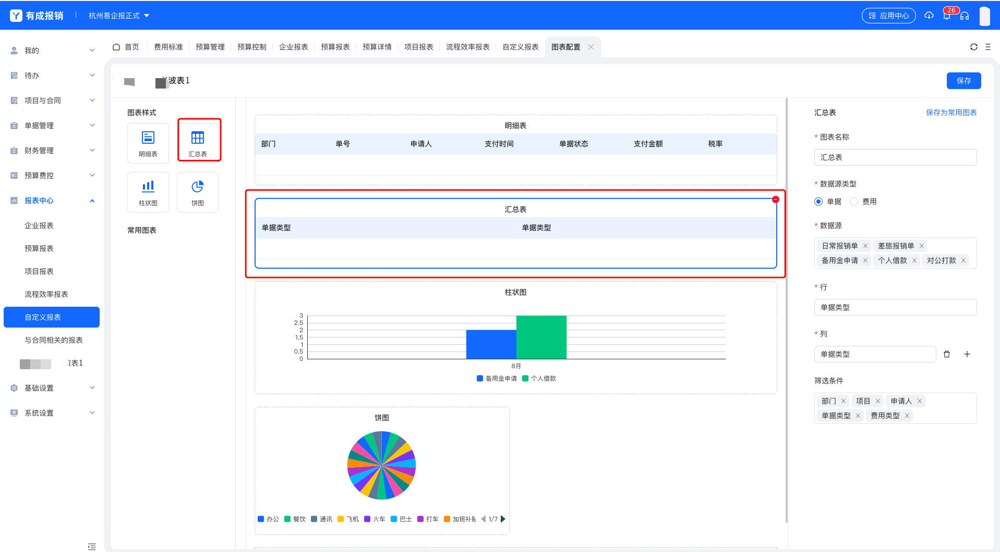 有成报销
杭州易企报正式
应用中心
26
首页 费用标准 预算管理 预算控制 企业报表 预算报表 预算详情 项目报表 流程效率报表 自定义报表 图表配置
我的
待办
项目与合同
单据管理
财务管理
预算费控
报表中心
企业报表
预算报表
项目报表
流程效率报表
自定义报表
与合同相关的报表
表1
基础设置
系统设置
波表1
保存
图表样式
明细表
汇总表
柱状图
饼图
常用图表
明细表
部门 单号 申请人 支付时间 单据状态 支付金额 税率
汇总表
单据类型 单据类型
柱状图
3
2.5
2
1.5
1
0.5
0
8月
备用金申请 个人借款
饼图
办公 餐饮 通讯 飞机 火车 巴士 打车 加班补贴 1/7
汇总表
保存为常用图表
* 图表名称
汇总表
* 数据源类型
单据 费用
* 数据源
日常报销单 差旅报销单
备用金申请 个人借款 对公打款
* 行
单据类型
* 列
单据类型
筛选条件
部门 项目 申请人
单据类型 费用类型